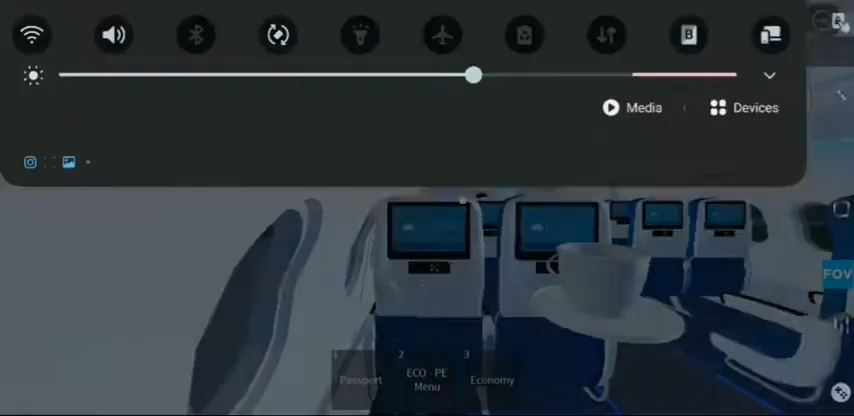 B
Media
Devices
FOV
1
2
3
Passport
ECO - PE
Menu
Economy